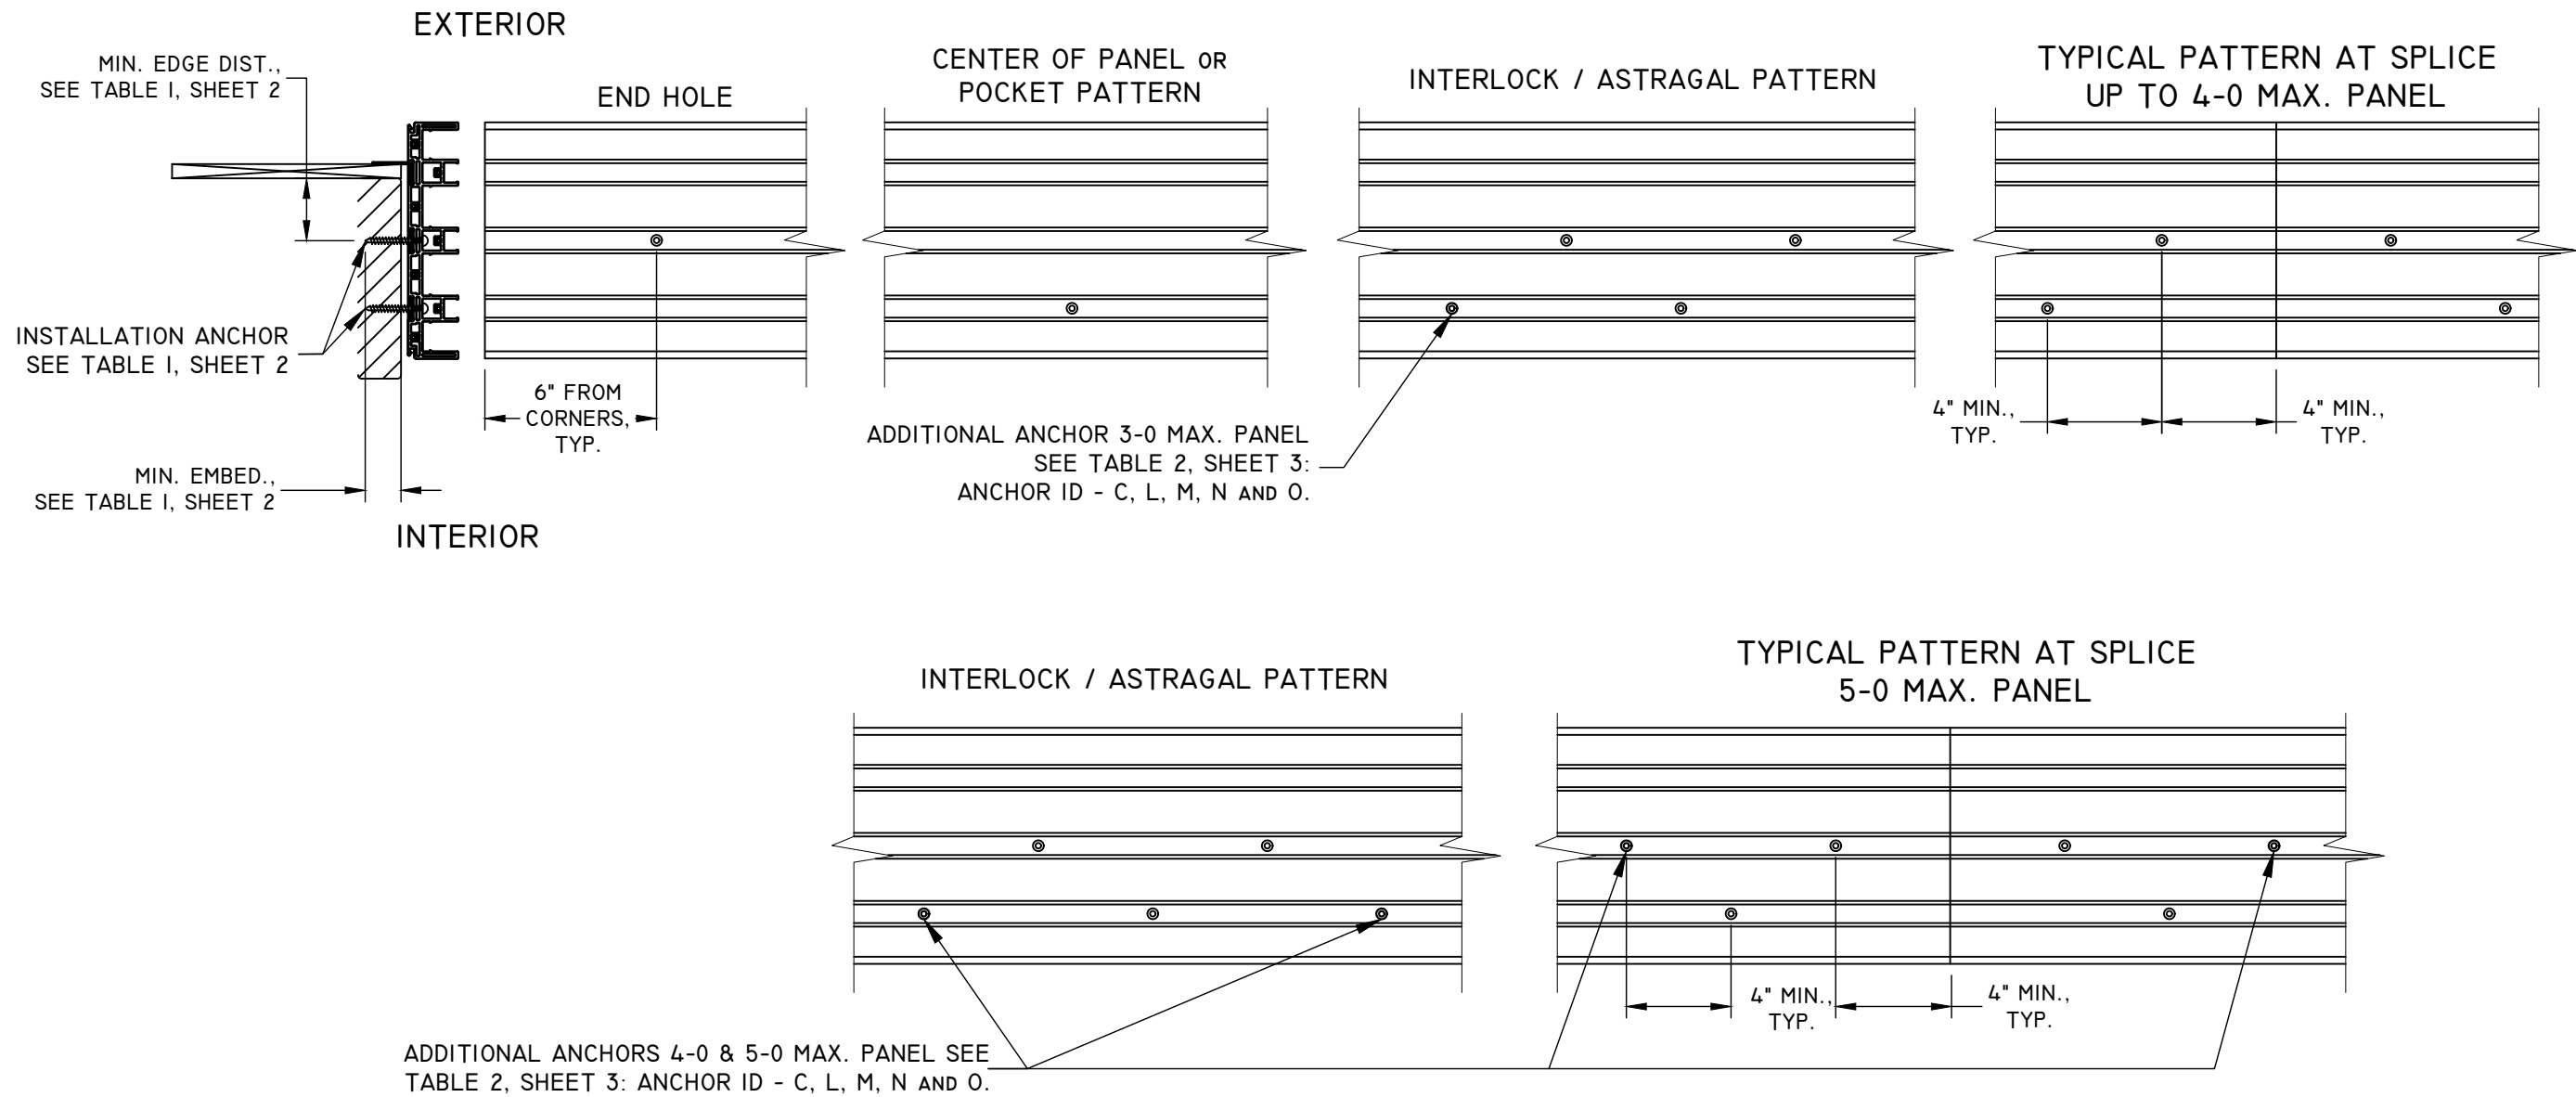 EXTERIOR
MIN. EDGE DIST.,
SEE TABLE 1, SHEET 2
END HOLE
CENTER OF PANEL OR
POCKET PATTERN
INTERLOCK / ASTRAGAL PATTERN
TYPICAL PATTERN AT SPLICE
UP TO 4-0 MAX. PANEL
INSTALLATION ANCHOR
SEE TABLE 1, SHEET 2
6" FROM
CORNERS,
TYP.
MIN. EMBED.,
SEE TABLE 1, SHEET 2
INTERIOR
ADDITIONAL ANCHOR 3-0 MAX. PANEL
SEE TABLE 2, SHEET 3:
ANCHOR ID - C, L, M, N AND O.
4" MIN.,
TYP.
4" MIN.,
TYP.
INTERLOCK / ASTRAGAL PATTERN
TYPICAL PATTERN AT SPLICE
5-0 MAX. PANEL
4" MIN.,
TYP.
4" MIN.,
TYP.
ADDITIONAL ANCHORS 4-0 & 5-0 MAX. PANEL SEE
TABLE 2, SHEET 3: ANCHOR ID - C, L, M, N AND O.